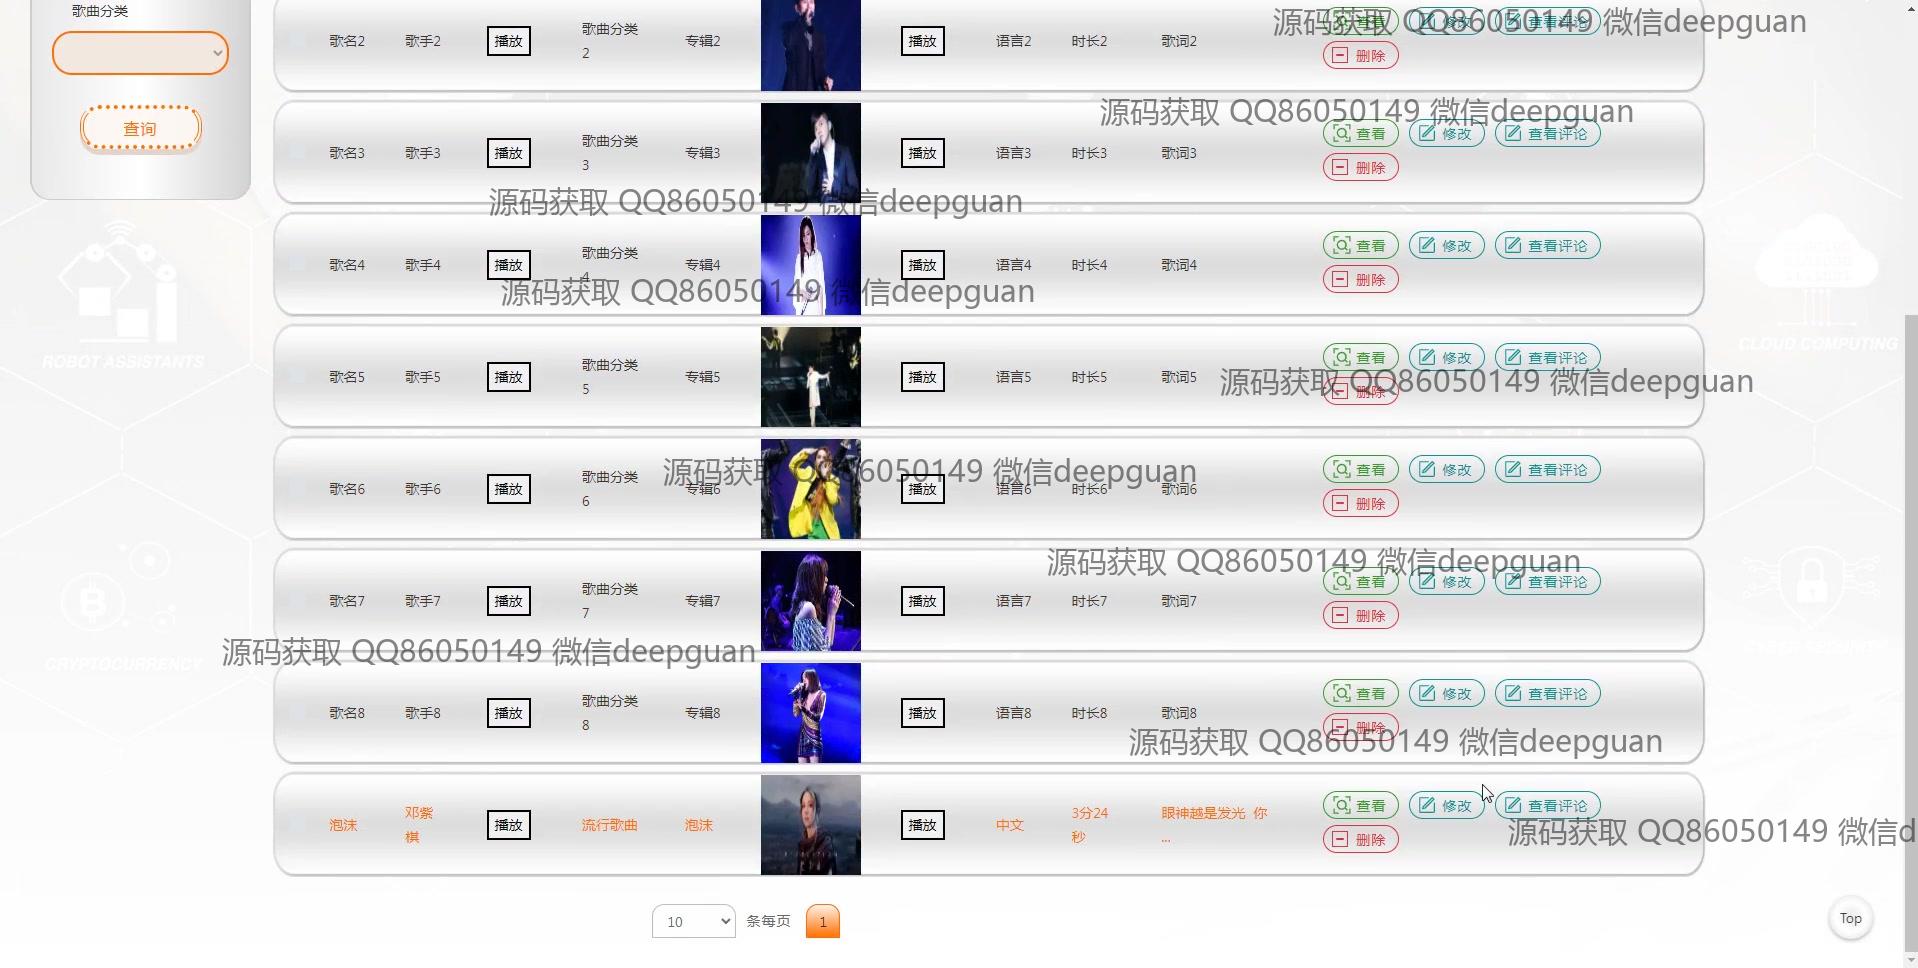 歌曲分类
查询
歌名2 歌手2 播放 歌曲分类 2 专辑2 播放 语言2 时长2 歌词2 查看 修改 查看评论 删除
源码获取 QQ86050149 微信deepguan
源码获取 QQ86050149 微信deepguan
歌名3 歌手3 播放 歌曲分类 3 专辑3 播放 语言3 时长3 歌词3 查看 修改 查看评论 删除
源码获取 QQ86050149 微信deepguan
歌名4 歌手4 播放 歌曲分类 4 专辑4 播放 语言4 时长4 歌词4 查看 修改 查看评论 删除
源码获取 QQ86050149 微信deepguan
ROBOT ASSISTANTS
CLOUD COMPUTING
歌名5 歌手5 播放 歌曲分类 5 专辑5 播放 语言5 时长5 歌词5 查看 修改 查看评论 删除
源码获取 QQ86050149 微信deepguan
歌名6 歌手6 播放 歌曲分类 6 专辑6 播放 语言6 时长6 歌词6 查看 修改 查看评论 删除
源码获取 QQ86050149 微信deepguan
源码获取 QQ86050149 微信deepguan
歌名7 歌手7 播放 歌曲分类 7 专辑7 播放 语言7 时长7 歌词7 查看 修改 查看评论 删除
源码获取 QQ86050149 微信deepguan
CRYPTOCURRENCY
CYBER SECURITY
歌名8 歌手8 播放 歌曲分类 8 专辑8 播放 语言8 时长8 歌词8 查看 修改 查看评论 删除
源码获取 QQ86050149 微信deepguan
泡沫 邓紫棋 播放 流行歌曲 泡沫 播放 中文 3分24秒 眼神越是发光 你 ... 查看 修改 查看评论 删除
源码获取 QQ86050149 微信d
10 条每页 1
Top